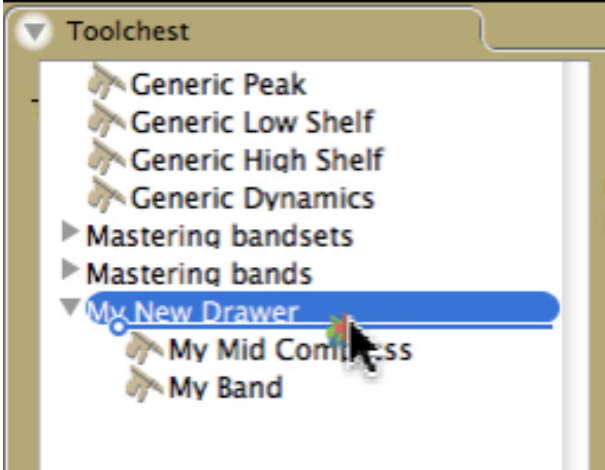 Toolchest
Generic Peak
Generic Low Shelf
Generic High Shelf
Generic Dynamics
Mastering bandsets
Mastering bands
My New Drawer
My Mid
My Band